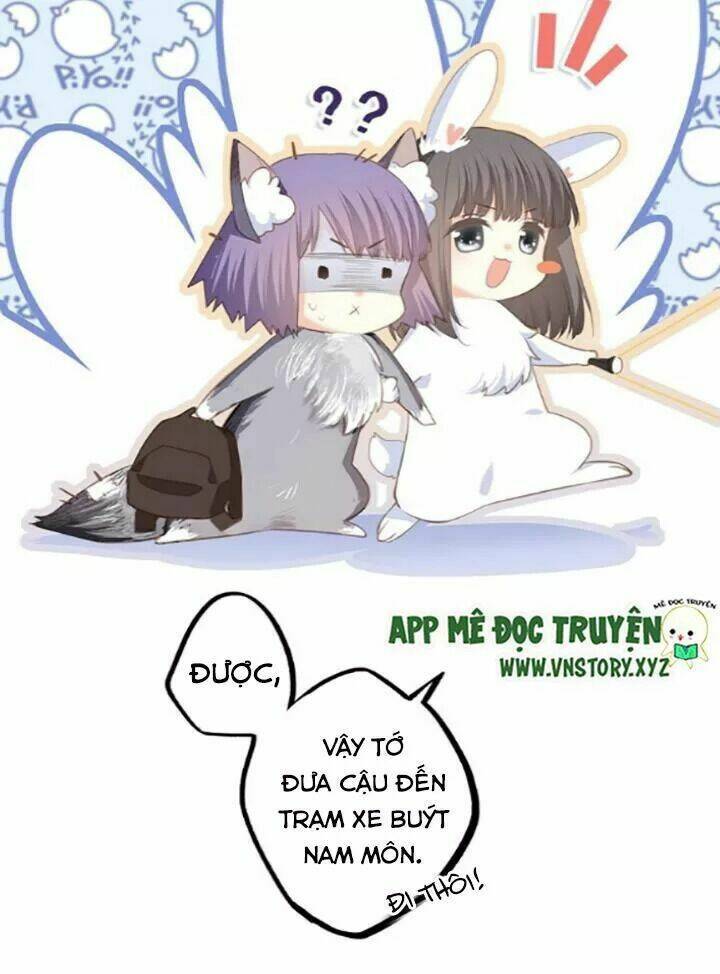 PiYo!!
??
!!
MÊ ĐỌC TRUYỆN
APP MÊ ĐỌC TRUYỆN
WWW.VNSTORY.XYZ
ĐƯỢC,
VẬY TỚ
ĐƯA CẬU ĐẾN
TRẠM XE BUÝT
NAM MÔN.
ĐI THÔI!